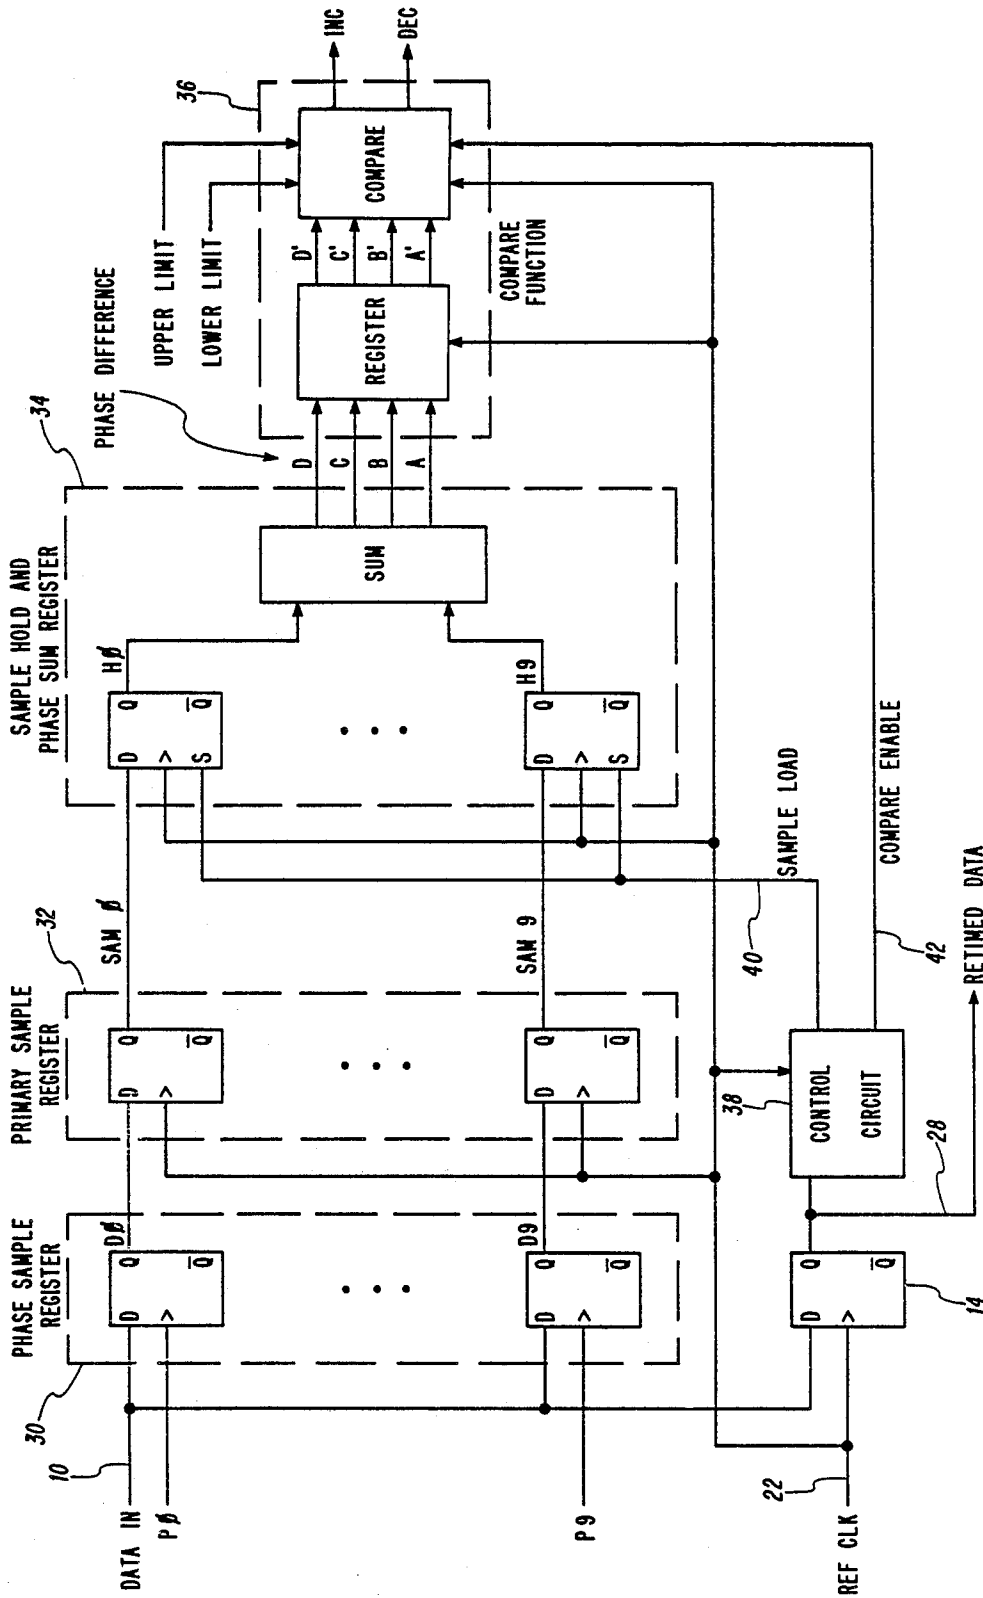 DATA IN
10
PØ
P9
REF CLK
22
30
PHASE SAMPLE
REGISTER
D
Q
DØ
>
Q̅
D
Q
D9
>
Q̅
D
Q
>
Q̅
14
28
RETIMED DATA
PRIMARY SAMPLE
REGISTER
32
D
Q
SAM Ø
>
Q̅
D
Q
SAM 9
>
Q̅
38
CONTROL
CIRCUIT
40
SAMPLE LOAD
42
COMPARE ENABLE
SAMPLE HOLD AND
PHASE SUM REGISTER
34
D
Q
HØ
>
Q̅
S
D
Q
H9
>
Q̅
S
SUM
PHASE DIFFERENCE
D
C
B
A
UPPER LIMIT
LOWER LIMIT
REGISTER
D'
C'
B'
A'
COMPARE
COMPARE
FUNCTION
36
INC
DEC